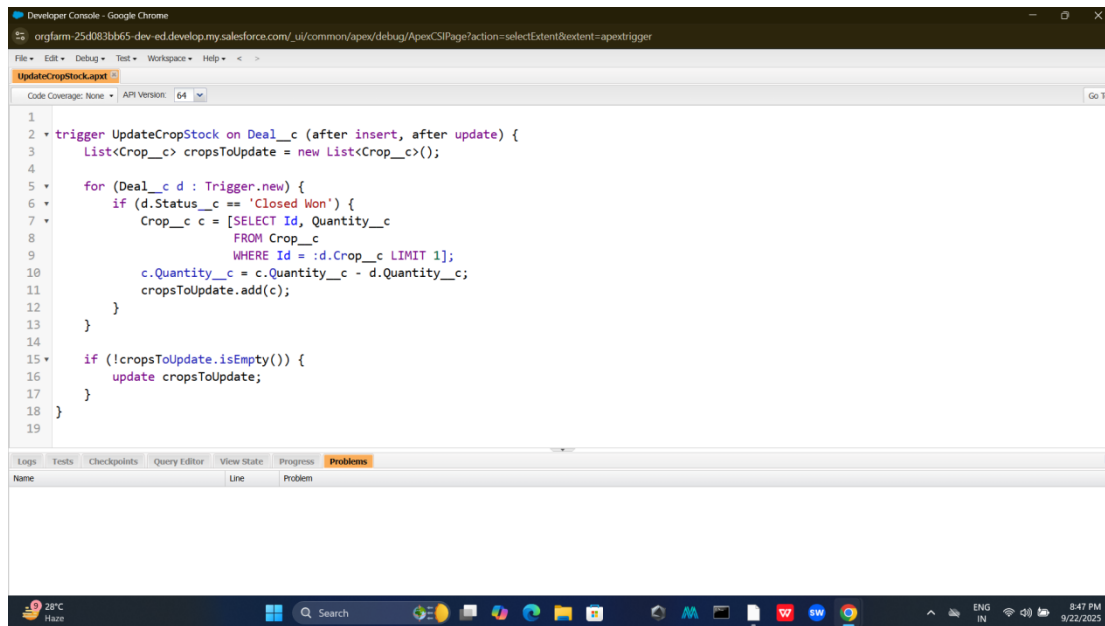 Developer Console - Google Chrome
orgfarm-25d083bb65-dev-ed.develop.my.salesforce.com/_ui/common/apex/debug/ApexCSIPage?action=selectExtent&extent=apextrigger
File Edit Debug Test Workspace Help < >
UpdateCropStock.apxt
Code Coverage: None API Version: 64 Go T
1
2 trigger UpdateCropStock on Deal__c (after insert, after update) {
3     List<Crop__c> cropsToUpdate = new List<Crop__c>();
4
5     for (Deal__c d : Trigger.new) {
6         if (d.Status__c == 'Closed Won') {
7             Crop__c c = [SELECT Id, Quantity__c
8                          FROM Crop__c
9                          WHERE Id = :d.Crop__c LIMIT 1];
10             c.Quantity__c = c.Quantity__c - d.Quantity__c;
11             cropsToUpdate.add(c);
12         }
13     }
14
15     if (!cropsToUpdate.isEmpty()) {
16         update cropsToUpdate;
17     }
18 }
19
Logs Tests Checkpoints Query Editor View State Progress Problems
Name Line Problem
9 28°C Search W SW ENG 8:47 PM
Haze IN 9/22/2025